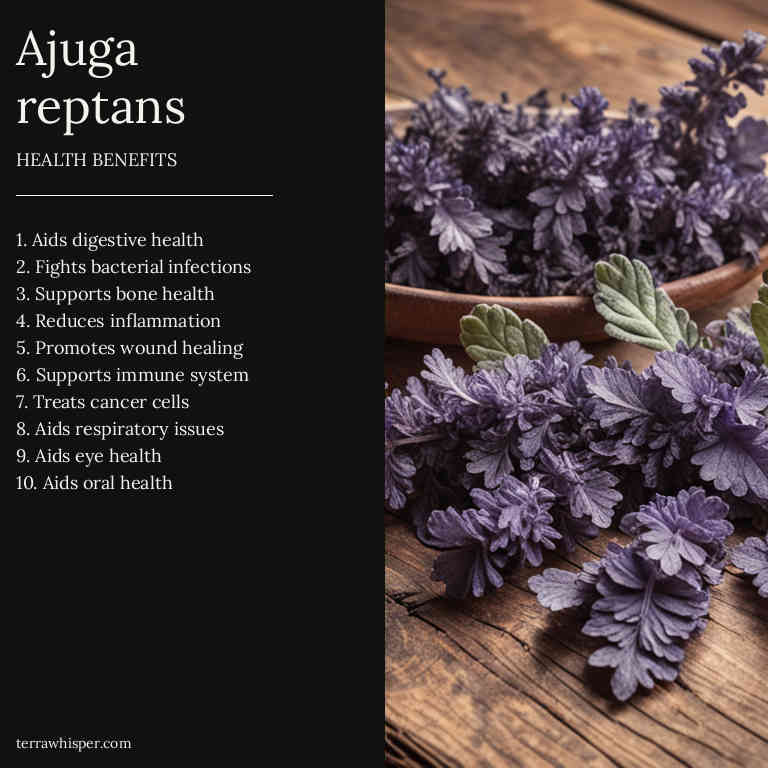 Ajuga
reptans
HEALTH BENEFITS
1. Aids digestive health
2. Fights bacterial infections
3. Supports bone health
4. Reduces inflammation
5. Promotes wound healing
6. Supports immune system
7. Treats cancer cells
8. Aids respiratory issues
9. Aids eye health
10. Aids oral health
terrawhisper.com